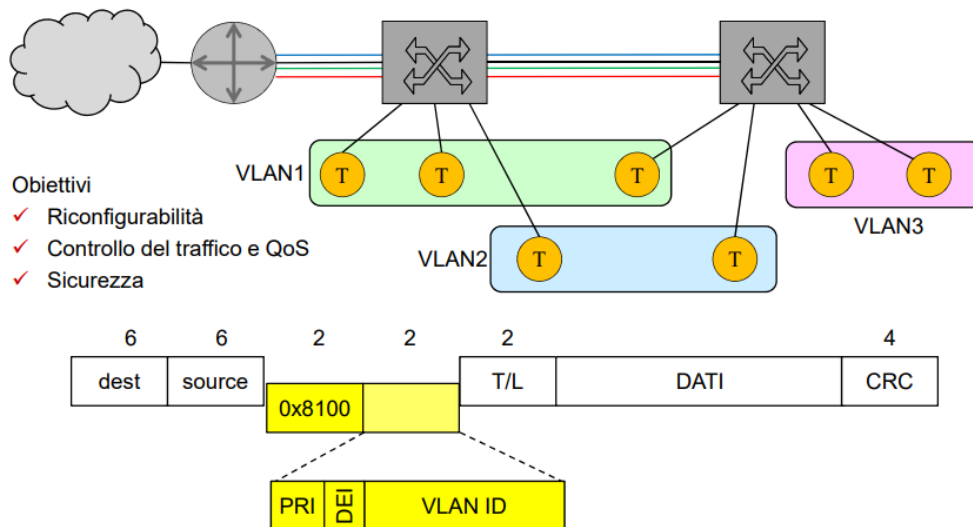 VLAN1
T
T
T
T
T
VLAN3
Obiettivi
✓ Riconfigurabilità
✓ Controllo del traffico e QoS
✓ Sicurezza
VLAN2
T
T
6 6 2 2 2 4
dest source 0x8100 T/L DATI CRC
PRI DEI VLAN ID